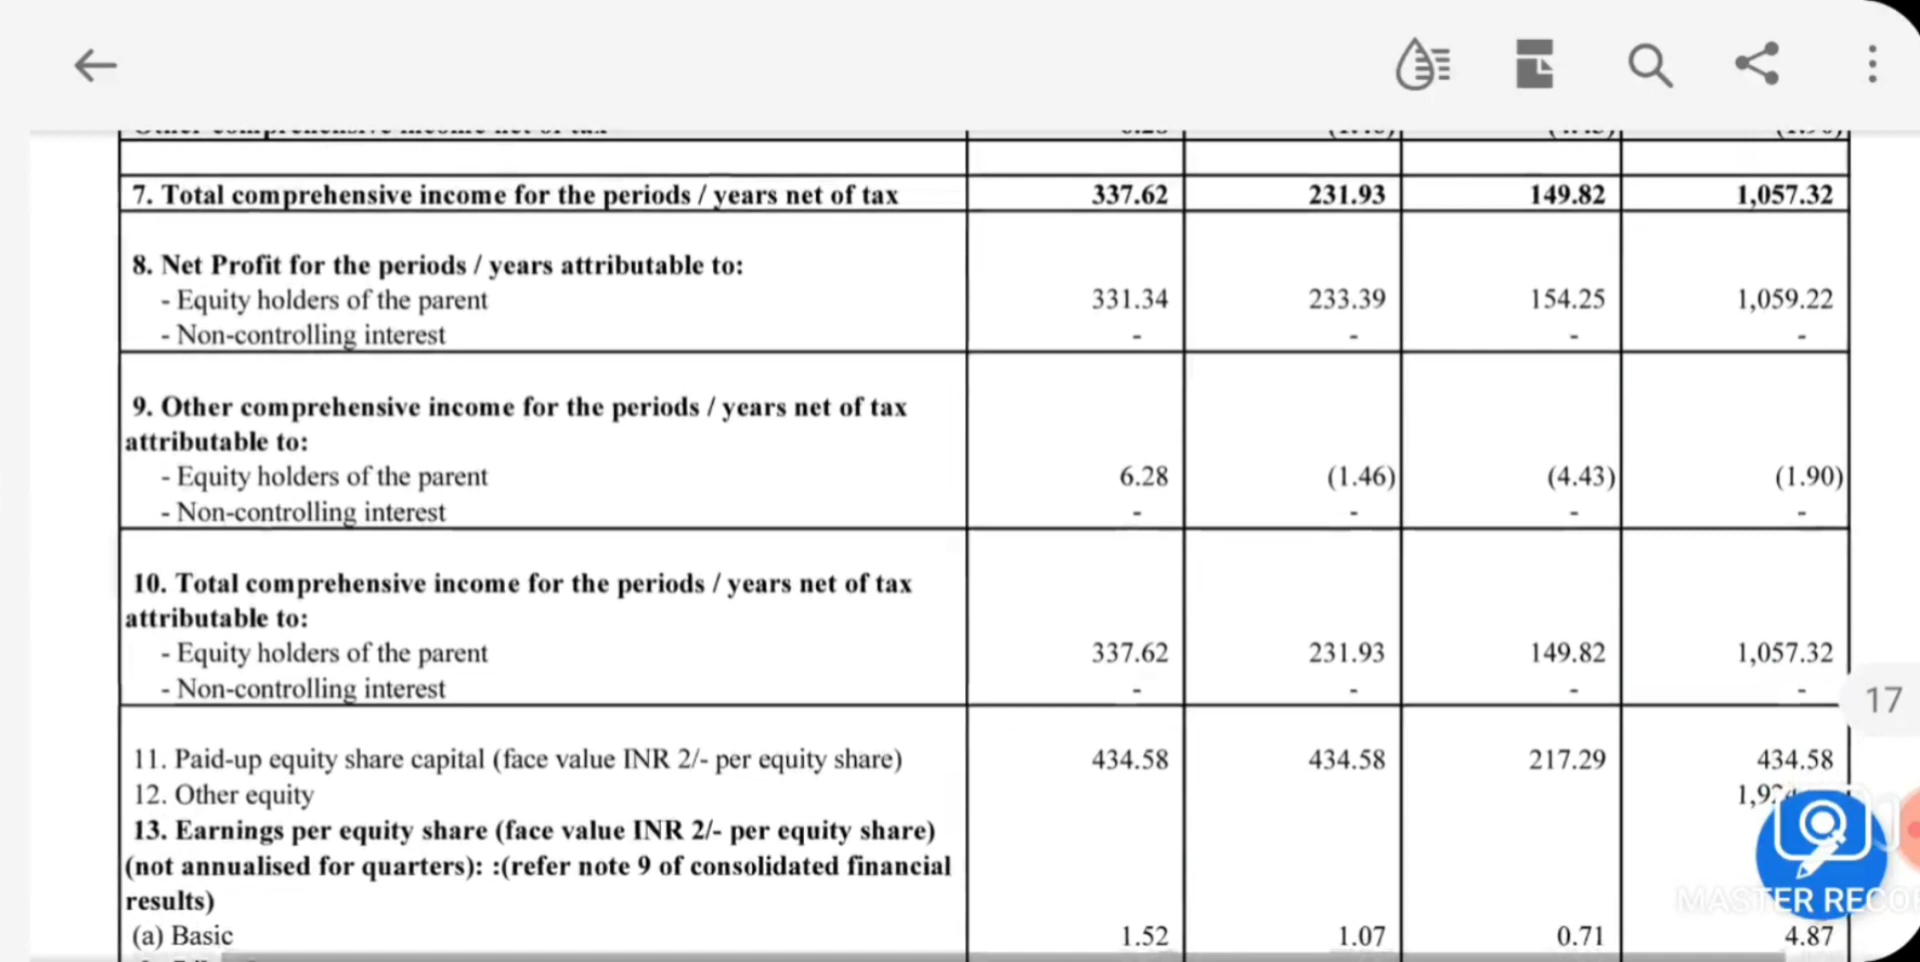 7. Total comprehensive income for the periods / years net of tax 337.62 231.93 149.82 1,057.32
8. Net Profit for the periods / years attributable to:
- Equity holders of the parent 331.34 233.39 154.25 1,059.22
- Non-controlling interest - - - -
9. Other comprehensive income for the periods / years net of tax
attributable to:
- Equity holders of the parent 6.28 (1.46) (4.43) (1.90)
- Non-controlling interest - - - -
10. Total comprehensive income for the periods / years net of tax
attributable to:
- Equity holders of the parent 337.62 231.93 149.82 1,057.32
- Non-controlling interest - - - -
17
11. Paid-up equity share capital (face value INR 2/- per equity share) 434.58 434.58 217.29 434.58
12. Other equity
13. Earnings per equity share (face value INR 2/- per equity share)
(not annualised for quarters): :(refer note 9 of consolidated financial
results)
MASTER
(a) Basic 1.52 1.07 0.71 4.87